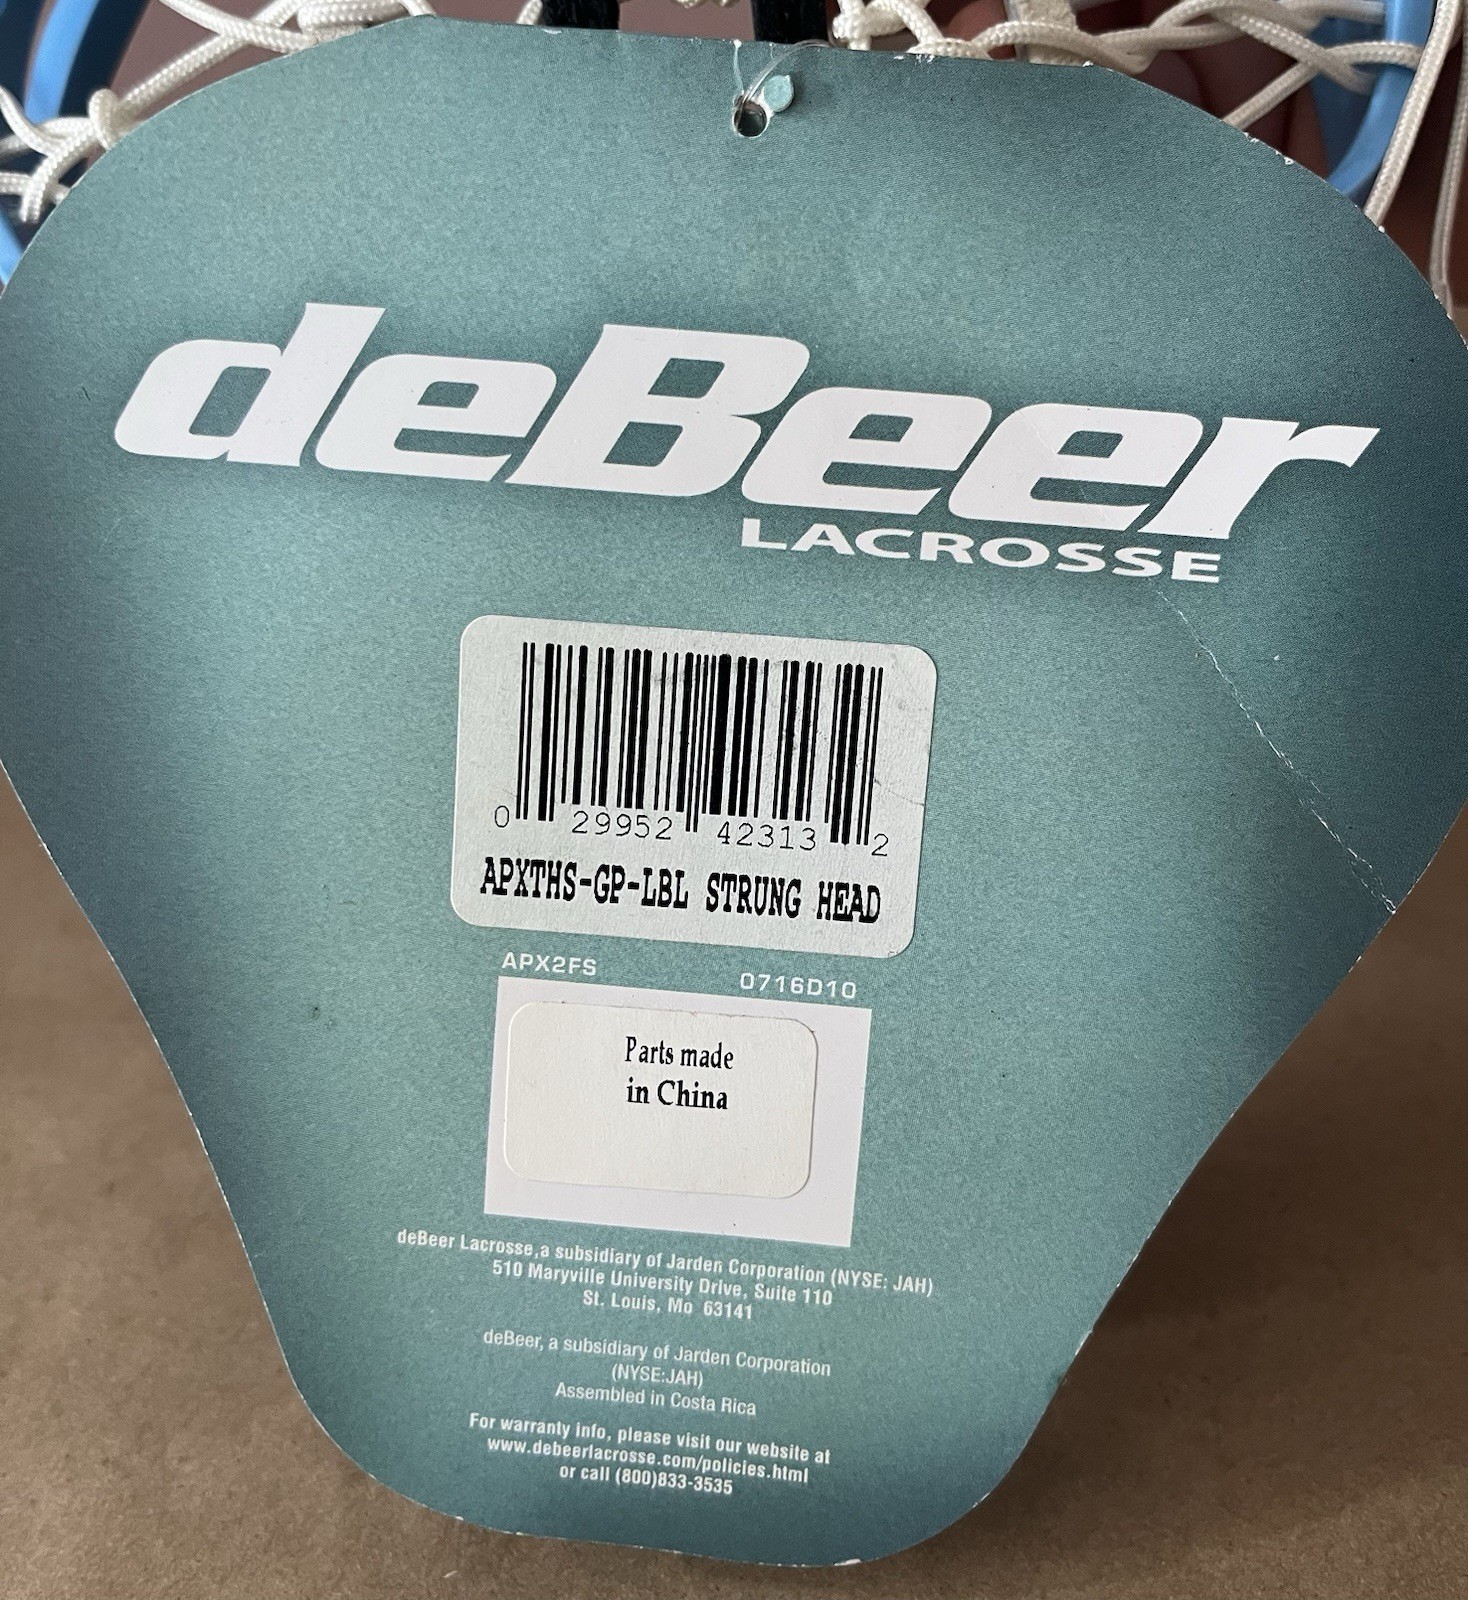 deBeer
LACROSSE
0 29952 42313 2
APXTHS-GP-LBL STRUNG HEAD
APX2FS 0716D10
Parts made
in China
deBeer Lacrosse,a subsidiary of Jarden Corporation (NYSE: JAH)
510 Maryville University Drive, Suite 110
St. Louis, Mo 63141
deBeer, a subsidiary of Jarden Corporation
(NYSE:JAH)
Assembled in Costa Rica
For warranty info, please visit our website at
www.debeerlacrosse.com/policies.html
or call (800)833-3535